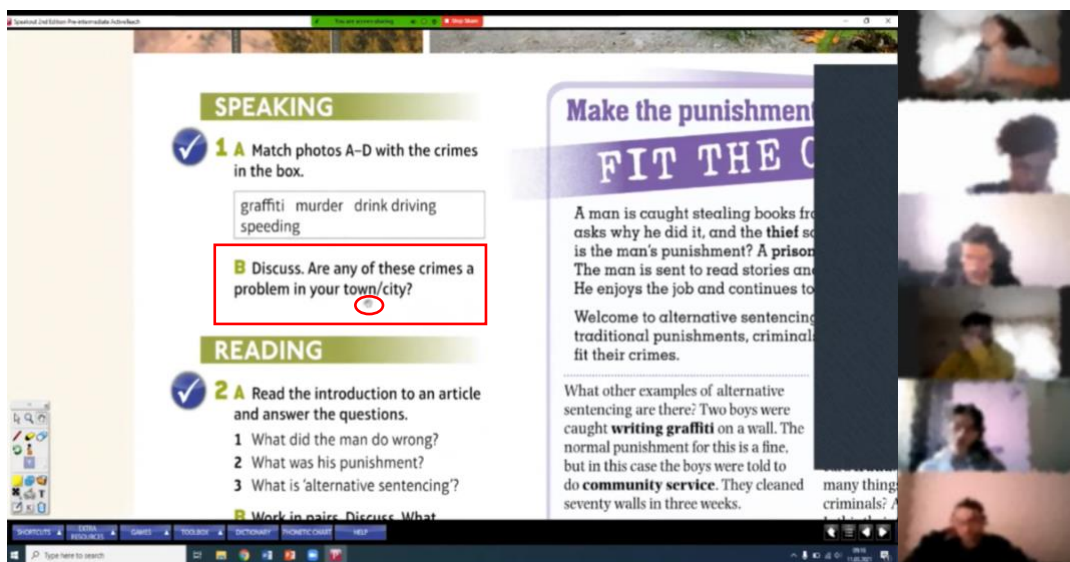 Speakout 2nd Edition Pre-intermediate ActiveTeach
You are screen sharing
Stop Share
SPEAKING
1 A Match photos A–D with the crimes
in the box.
graffiti murder drink driving
speeding
B Discuss. Are any of these crimes a
problem in your town/city?
READING
2 A Read the introduction to an article
and answer the questions.
1 What did the man do wrong?
2 What was his punishment?
3 What is ‘alternative sentencing’?
B Work in pairs. Discuss. What
Make the punishment
FIT THE C
A man is caught stealing books fro
asks why he did it, and the thief s
is the man's punishment? A prison
The man is sent to read stories an
He enjoys the job and continues to
Welcome to alternative sentencing
traditional punishments, criminal
fit their crimes.
What other examples of alternative
sentencing are there? Two boys were
caught writing graffiti on a wall. The
normal punishment for this is a fine,
but in this case the boys were told to
do community service. They cleaned
seventy walls in three weeks.
many things
criminals? A
SHORTCUTS
EXTRA
RESOURCES
GAMES
TOOLBOX
DICTIONARY
PHONETIC CHART
HELP
Type here to search